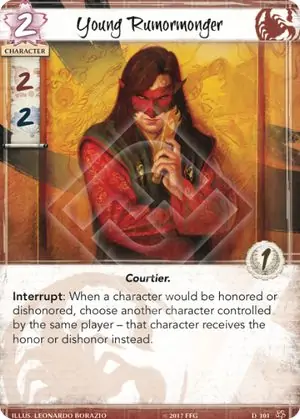 2
Young Rumormonger
CHARACTER
2
2
1
Courtier.
Interrupt: When a character would be honored or
dishonored, choose another character controlled
by the same player – that character receives the
honor or dishonor instead.
ILLUS. LEONARDO BORAZIO © 2017 FFG D 101